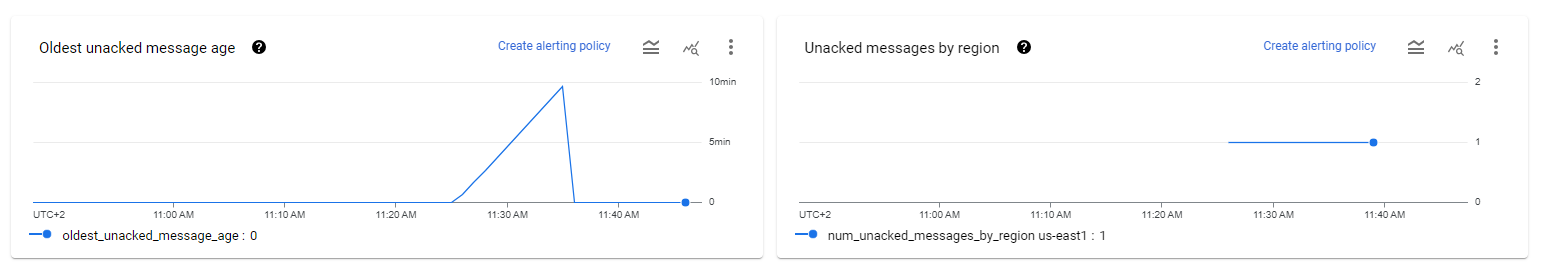 Oldest unacked message age
Create alerting policy
10min
5min
0
UTC+2 11:00 AM 11:10 AM 11:20 AM 11:30 AM 11:40 AM
oldest_unacked_message_age : 0
Unacked messages by region
Create alerting policy
2
1
0
UTC+2 11:00 AM 11:10 AM 11:20 AM 11:30 AM 11:40 AM
num_unacked_messages_by_region us-east1 : 1